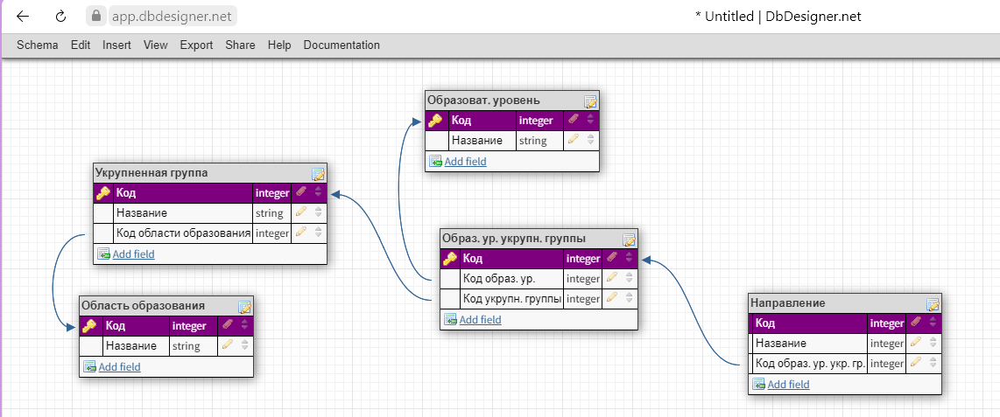 app.dbdesigner.net
* Untitled | DbDesigner.net
Schema Edit Insert View Export Share Help Documentation
Образоват. уровень
Код integer
Название string
Add field
Укрупненная группа
Код integer
Название string
Код области образования integer
Add field
Образ. ур. укрупн. группы
Код integer
Код образ. ур. integer
Код укрупн. группы integer
Add field
Область образования
Код integer
Название string
Add field
Направление
Код integer
Название integer
Код образ. ур. укр. гр. integer
Add field